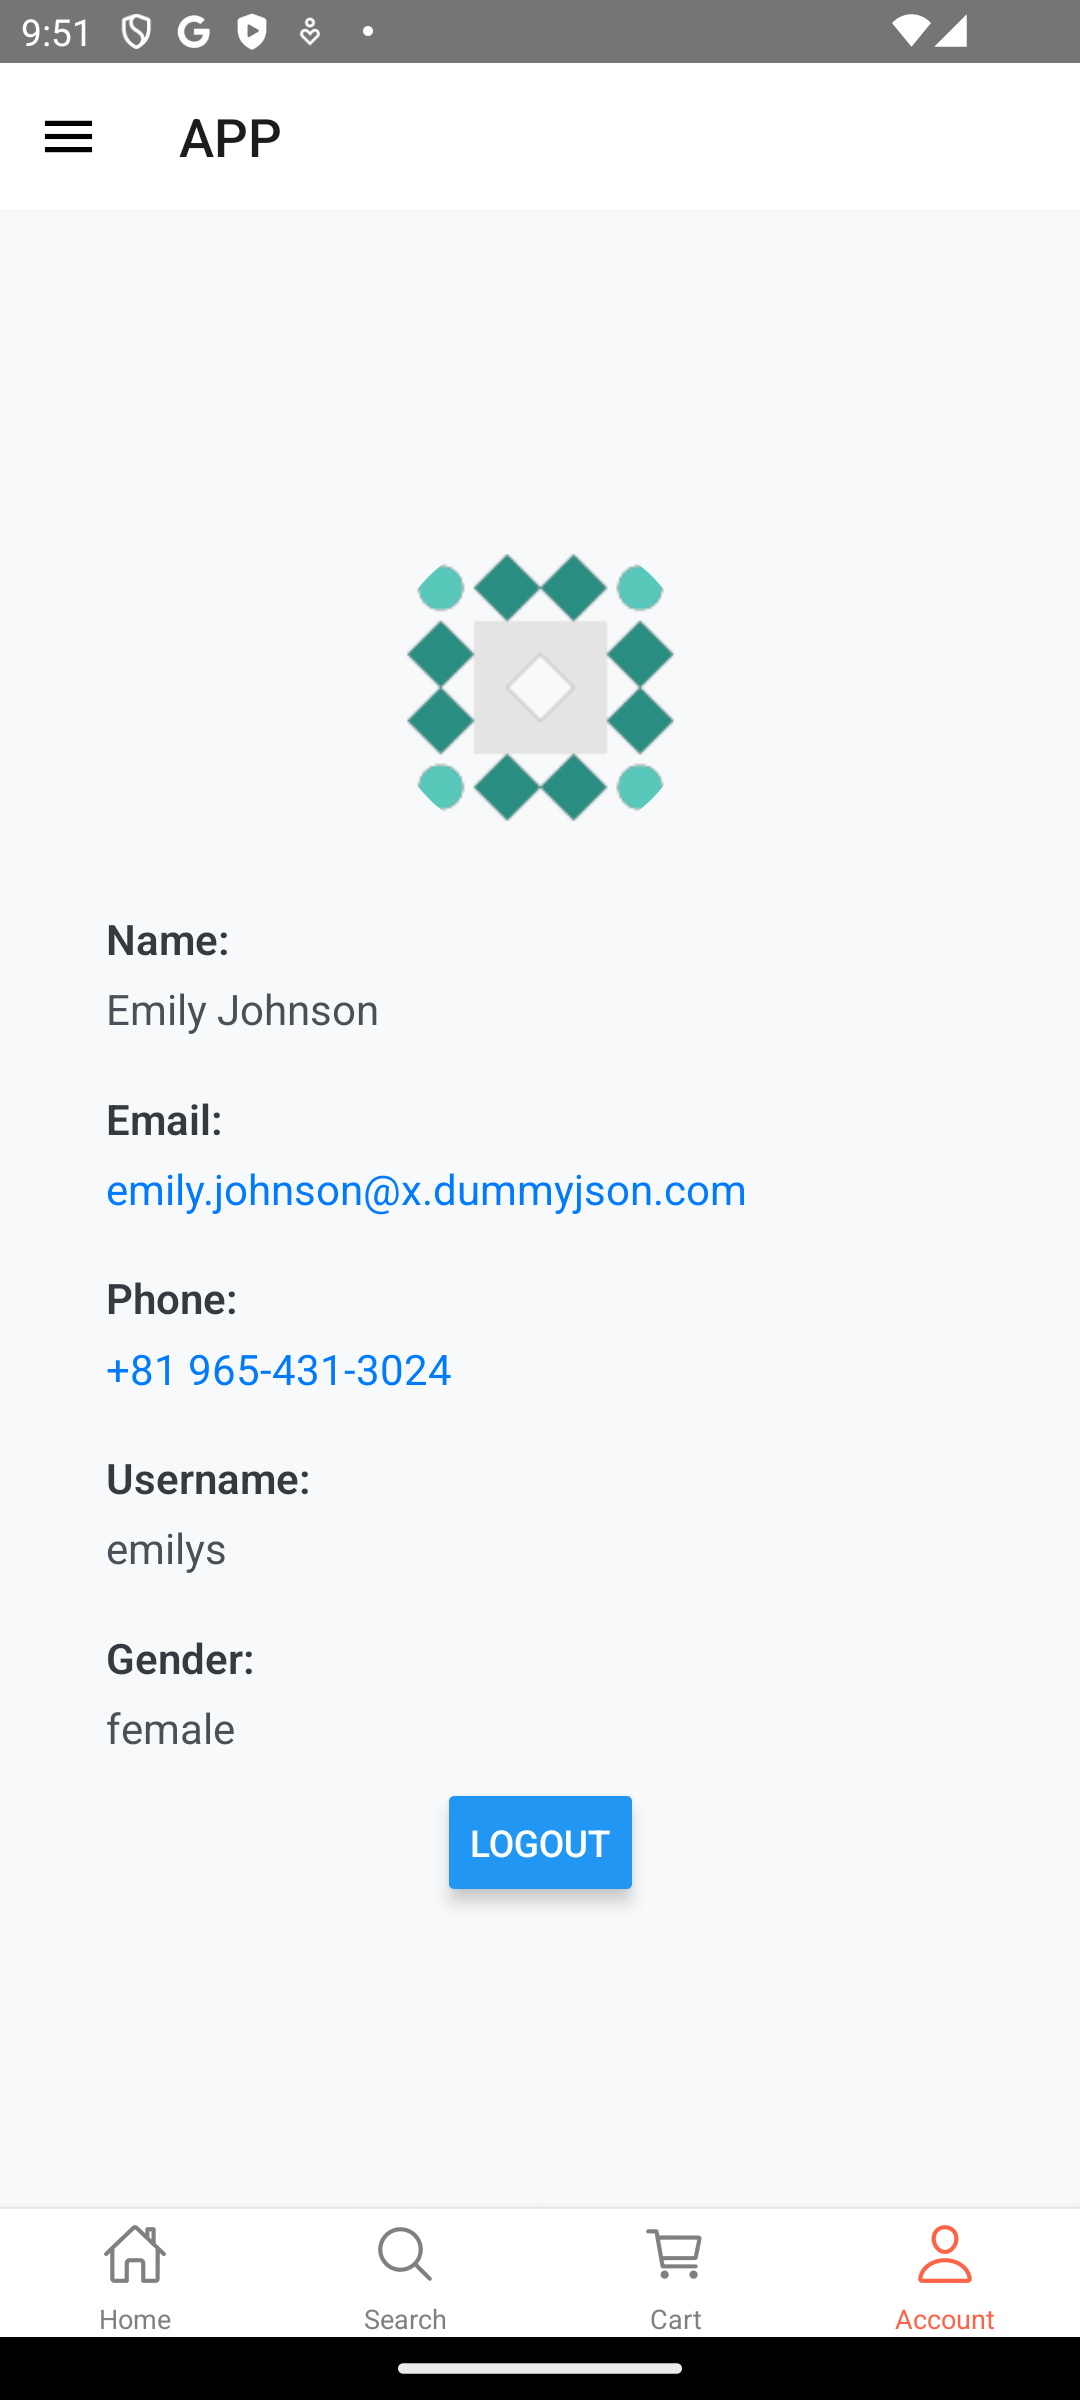 9:51
APP
Name:
Emily Johnson
Email:
emily.johnson@x.dummyjson.com
Phone:
+81 965-431-3024
Username:
emilys
Gender:
female
LOGOUT
Home
Search
Cart
Account